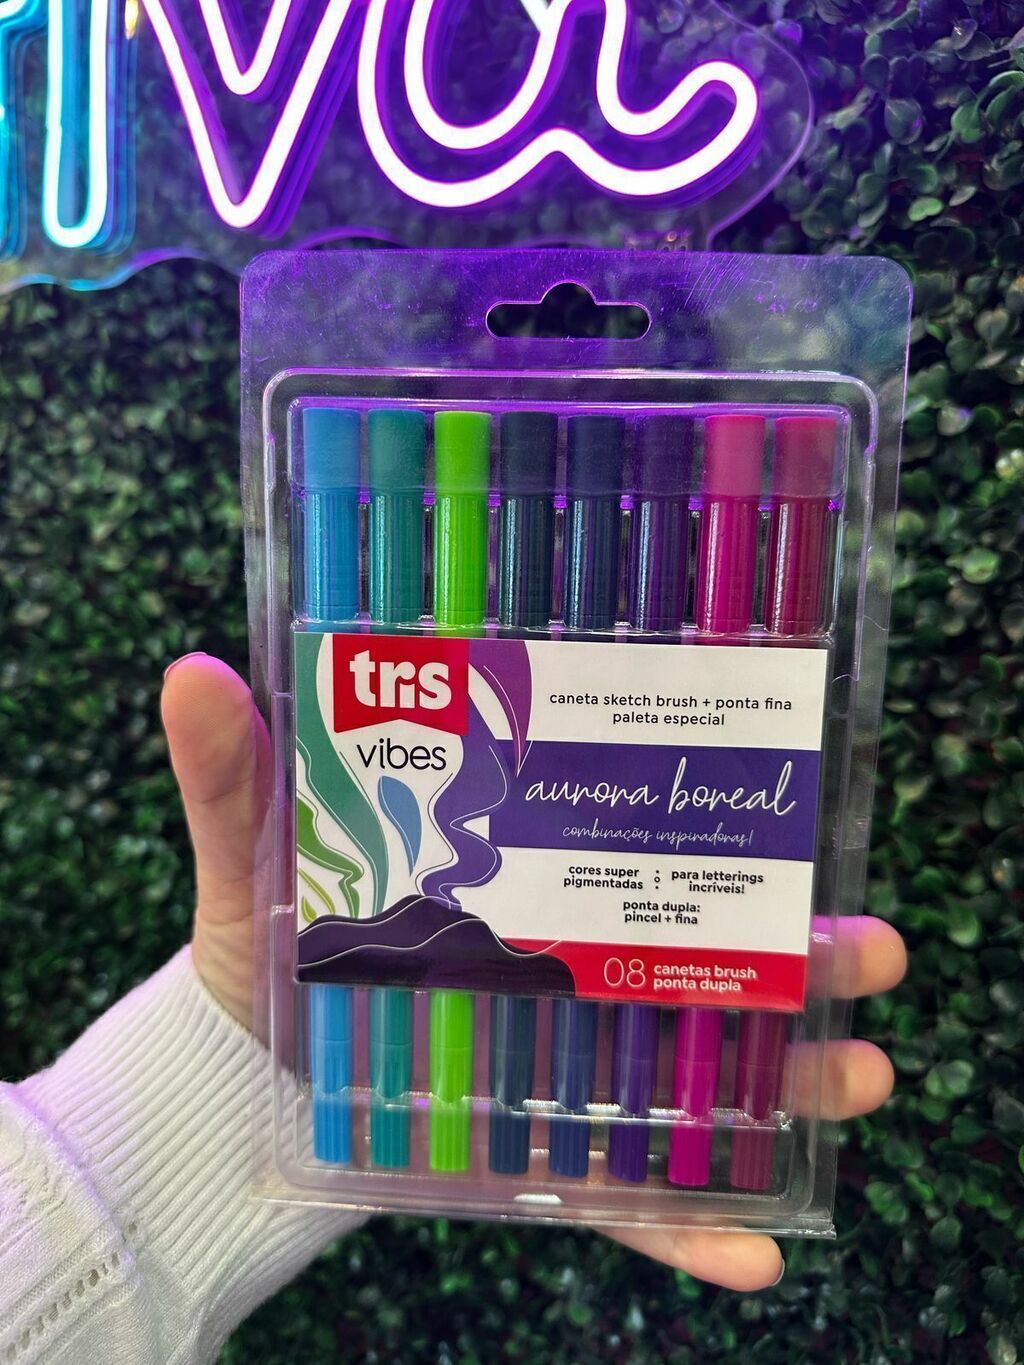 va
tris
vibes
caneta sketch brush + ponta fina
paleta especial
aurora boreal
combinações inspiradoras!
cores super
pigmentadas
para letterings
incríveis!
ponta dupla:
pincel + fina
08 canetas brush
ponta dupla